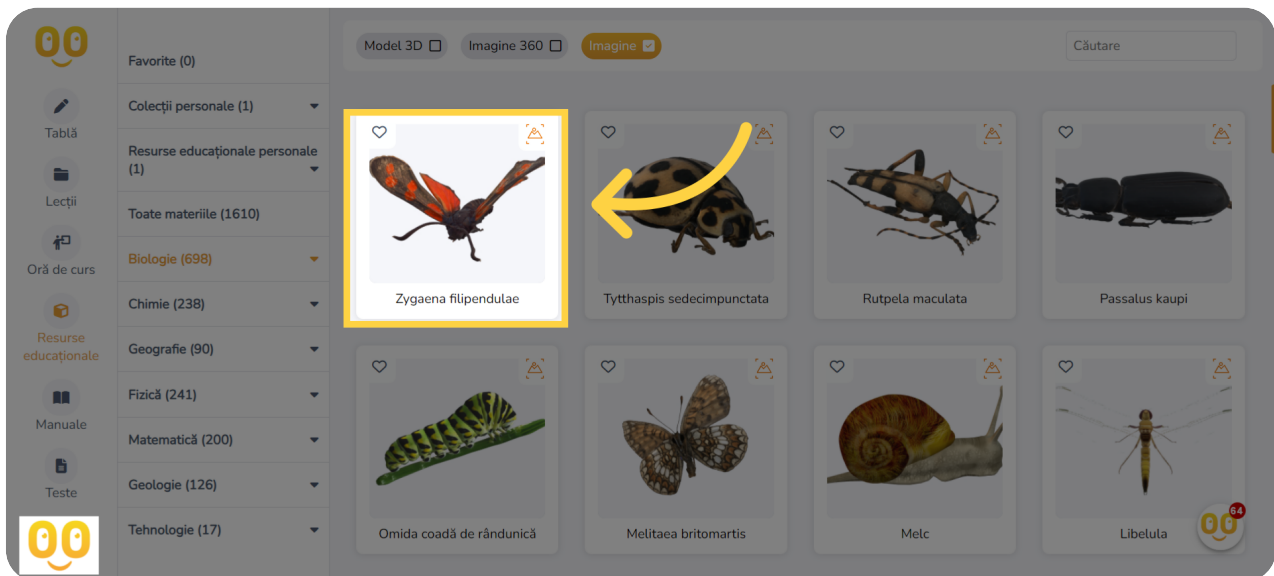 Tablă
Lecții
Oră de curs
Resurse
educaționale
Manuale
Teste
Favorite (0)
Colecții personale (1)
Resurse educaționale personale
(1)
Toate materiile (1610)
Biologie (698)
Chimie (238)
Geografie (90)
Fizică (241)
Matematică (200)
Geologie (126)
Tehnologie (17)
Model 3D
Imagine 360
Imagine
Căutare
Zygaena filipendulae
Tytthaspis sedecimpunctata
Rutpela maculata
Passalus kaupi
Omida coadă de rândunică
Melitaea britomartis
Melc
Libelula
64